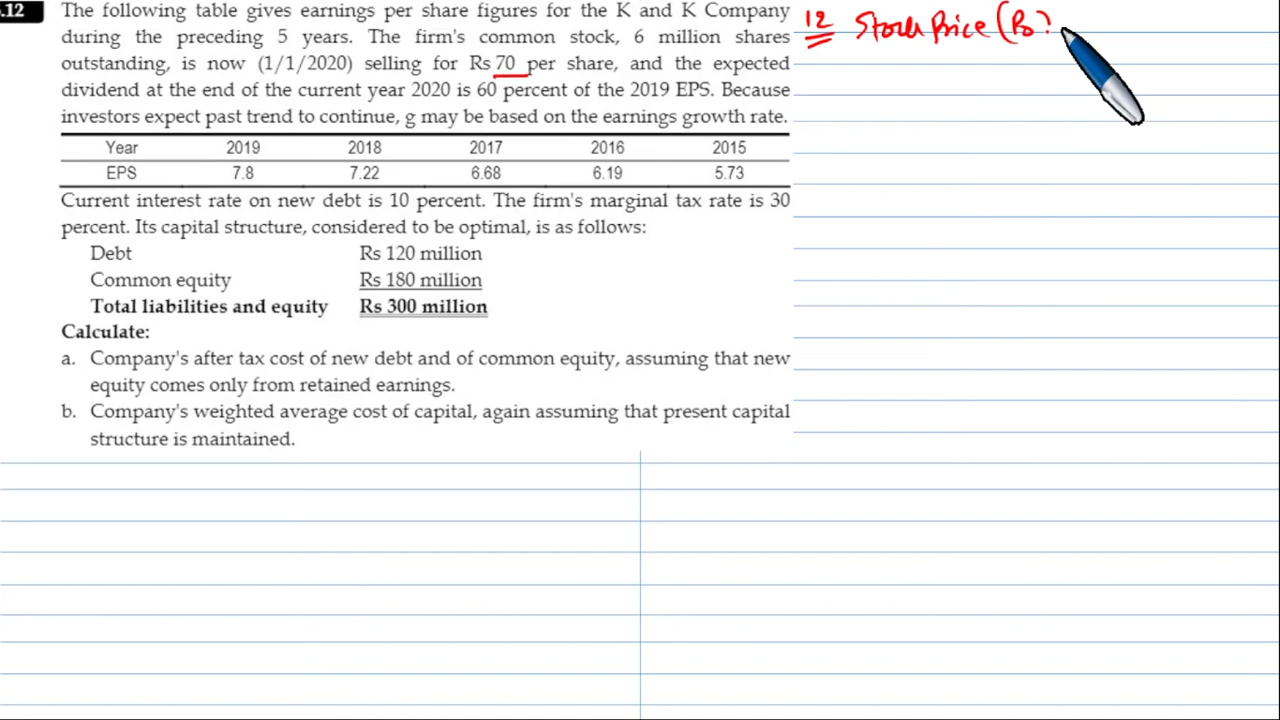 .12
The following table gives earnings per share figures for the K and K Company
during the preceding 5 years. The firm's common stock, 6 million shares
outstanding, is now (1/1/2020) selling for Rs 70 per share, and the expected
dividend at the end of the current year 2020 is 60 percent of the 2019 EPS. Because
investors expect past trend to continue, g may be based on the earnings growth rate.
Year 2019 2018 2017 2016 2015
EPS 7.8 7.22 6.68 6.19 5.73
Current interest rate on new debt is 10 percent. The firm's marginal tax rate is 30
percent. Its capital structure, considered to be optimal, is as follows:
Debt Rs 120 million
Common equity Rs 180 million
Total liabilities and equity Rs 300 million
Calculate:
a. Company's after tax cost of new debt and of common equity, assuming that new
equity comes only from retained earnings.
b. Company's weighted average cost of capital, again assuming that present capital
structure is maintained.
12 Stock Price (P₀)